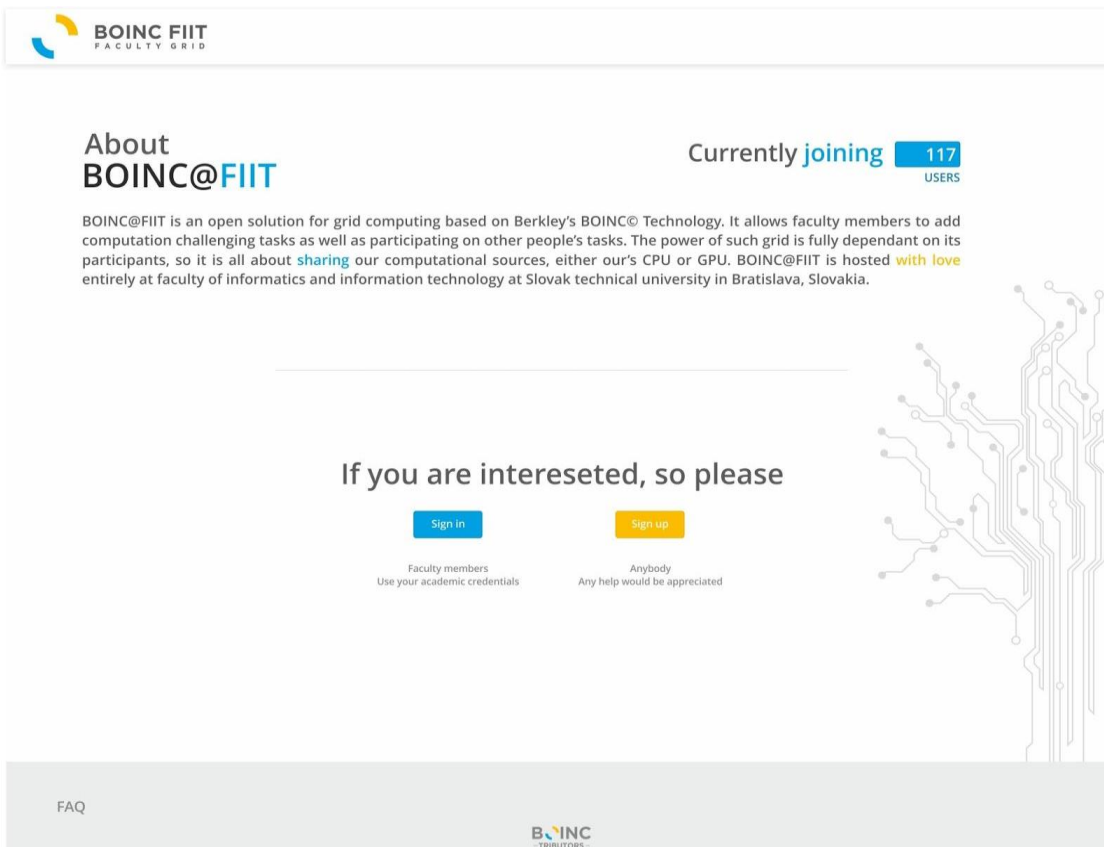 BOINC FIIT
FACULTY GRID
About
BOINC@FIIT
Currently joining 117
USERS
BOINC@FIIT is an open solution for grid computing based on Berkley's BOINC© Technology. It allows faculty members to add
computation challenging tasks as well as participating on other people's tasks. The power of such grid is fully dependant on its
participants, so it is all about sharing our computational sources, either our's CPU or GPU. BOINC@FIIT is hosted with love
entirely at faculty of informatics and information technology at Slovak technical university in Bratislava, Slovakia.
If you are intereseted, so please
Sign in
Sign up
Faculty members
Use your academic credentials
Anybody
Any help would be appreciated
FAQ
BOINC
-TRIBUTORS-